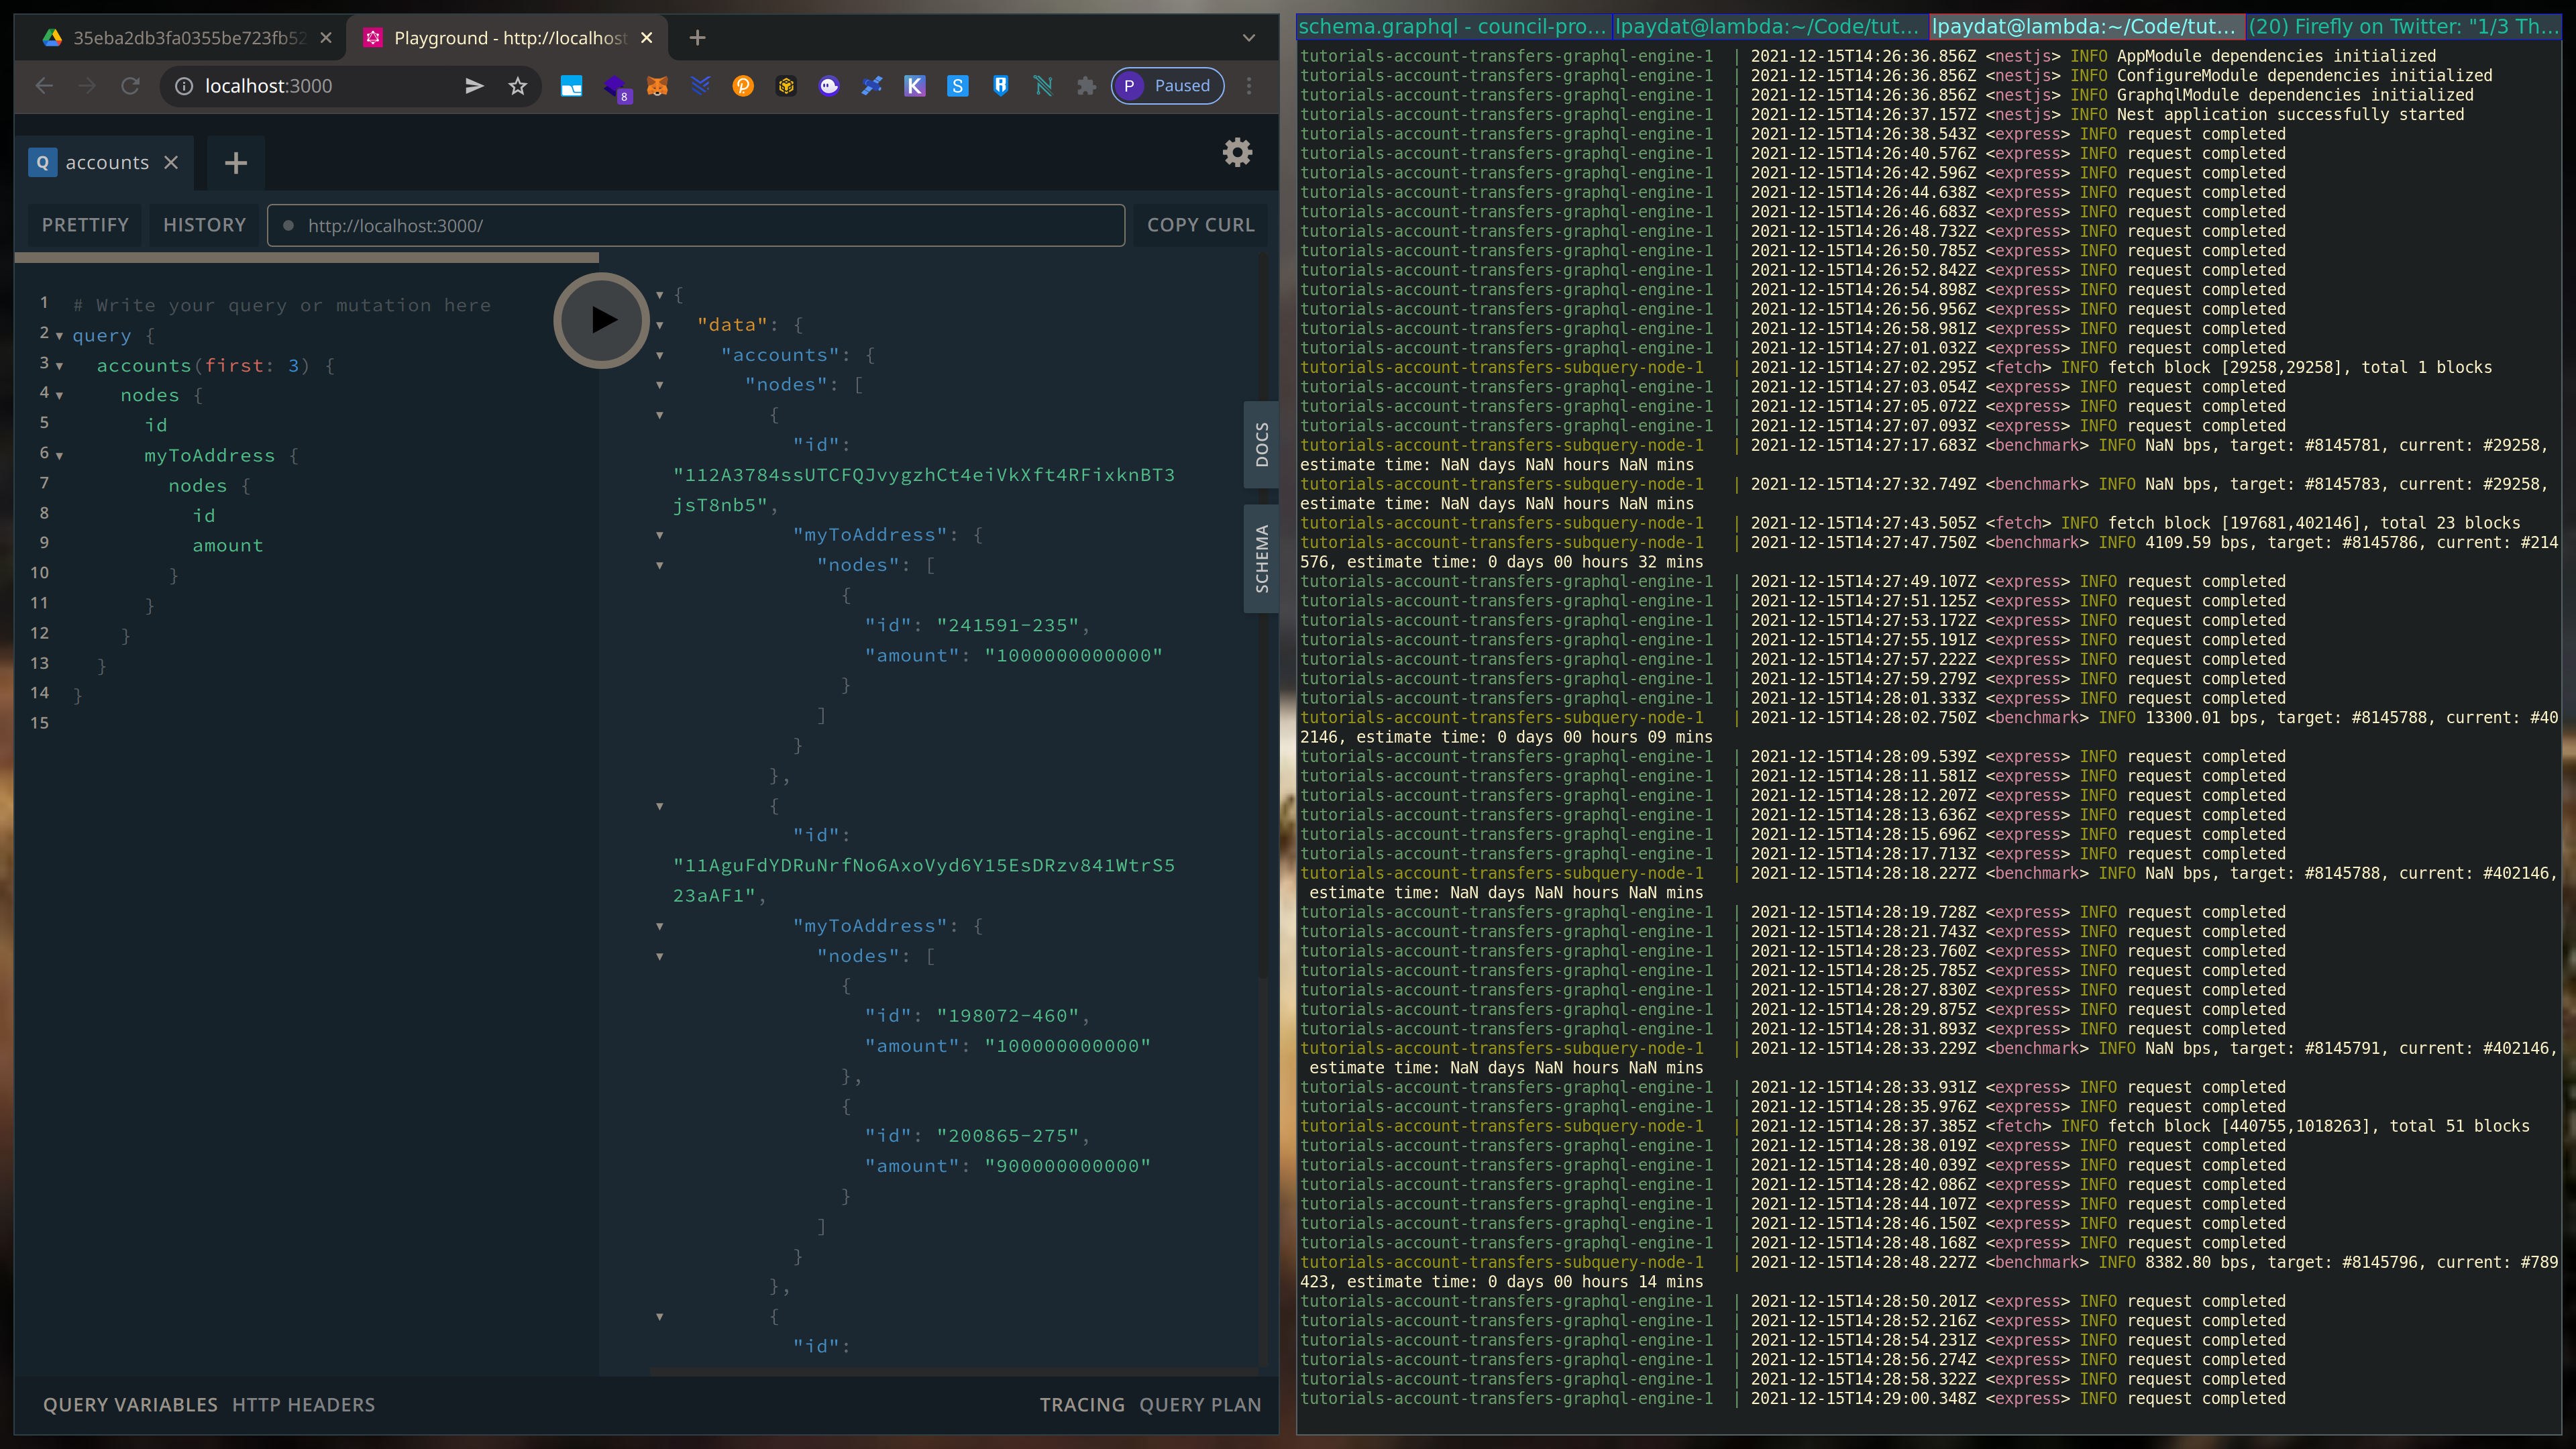 35eba2db3fa0355be723fb52
Playground - http://localhost
localhost:3000
8
K
S
P Paused
Q accounts
PRETTIFY HISTORY http://localhost:3000/ COPY CURL
1 # Write your query or mutation here
2 query {
3 accounts(first: 3) {
4 nodes {
5 id
6 myToAddress {
7 nodes {
8 id
9 amount
10 }
11 }
12 }
13 }
14 }
15
{
"data": {
"accounts": {
"nodes": [
{
"id":
"112A3784ssUTCFQJvygzhCt4eiVkXft4RFixknBT3
jsT8nb5",
"myToAddress": {
"nodes": [
{
"id": "241591-235",
"amount": "1000000000000"
}
]
}
},
{
"id":
"11AguFdYDRuNrfNo6AxoVyd6Y15EsDRzv841WtrS5
23aAF1",
"myToAddress": {
"nodes": [
{
"id": "198072-460",
"amount": "100000000000"
},
{
"id": "200865-275",
"amount": "900000000000"
}
]
}
},
{
"id":
DOCS
SCHEMA
QUERY VARIABLES HTTP HEADERS TRACING QUERY PLAN
schema.graphql - council-pro... lpaydat@lambda:~/Code/tut... lpaydat@lambda:~/Code/tut... (20) Firefly on Twitter: "1/3 Th...
tutorials-account-transfers-graphql-engine-1 | 2021-12-15T14:26:36.856Z <nestjs> INFO AppModule dependencies initialized
tutorials-account-transfers-graphql-engine-1 | 2021-12-15T14:26:36.856Z <nestjs> INFO ConfigureModule dependencies initialized
tutorials-account-transfers-graphql-engine-1 | 2021-12-15T14:26:36.856Z <nestjs> INFO GraphqlModule dependencies initialized
tutorials-account-transfers-graphql-engine-1 | 2021-12-15T14:26:37.157Z <nestjs> INFO Nest application successfully started
tutorials-account-transfers-graphql-engine-1 | 2021-12-15T14:26:38.543Z <express> INFO request completed
tutorials-account-transfers-graphql-engine-1 | 2021-12-15T14:26:40.576Z <express> INFO request completed
tutorials-account-transfers-graphql-engine-1 | 2021-12-15T14:26:42.596Z <express> INFO request completed
tutorials-account-transfers-graphql-engine-1 | 2021-12-15T14:26:44.638Z <express> INFO request completed
tutorials-account-transfers-graphql-engine-1 | 2021-12-15T14:26:46.683Z <express> INFO request completed
tutorials-account-transfers-graphql-engine-1 | 2021-12-15T14:26:48.732Z <express> INFO request completed
tutorials-account-transfers-graphql-engine-1 | 2021-12-15T14:26:50.785Z <express> INFO request completed
tutorials-account-transfers-graphql-engine-1 | 2021-12-15T14:26:52.842Z <express> INFO request completed
tutorials-account-transfers-graphql-engine-1 | 2021-12-15T14:26:54.898Z <express> INFO request completed
tutorials-account-transfers-graphql-engine-1 | 2021-12-15T14:26:56.956Z <express> INFO request completed
tutorials-account-transfers-graphql-engine-1 | 2021-12-15T14:26:58.981Z <express> INFO request completed
tutorials-account-transfers-graphql-engine-1 | 2021-12-15T14:27:01.032Z <express> INFO request completed
tutorials-account-transfers-subquery-node-1 | 2021-12-15T14:27:02.295Z <fetch> INFO fetch block [29258,29258], total 1 blocks
tutorials-account-transfers-graphql-engine-1 | 2021-12-15T14:27:03.054Z <express> INFO request completed
tutorials-account-transfers-graphql-engine-1 | 2021-12-15T14:27:05.072Z <express> INFO request completed
tutorials-account-transfers-graphql-engine-1 | 2021-12-15T14:27:07.093Z <express> INFO request completed
tutorials-account-transfers-subquery-node-1 | 2021-12-15T14:27:17.683Z <benchmark> INFO NaN bps, target: #8145781, current: #29258,
estimate time: NaN days NaN hours NaN mins
tutorials-account-transfers-subquery-node-1 | 2021-12-15T14:27:32.749Z <benchmark> INFO NaN bps, target: #8145783, current: #29258,
estimate time: NaN days NaN hours NaN mins
tutorials-account-transfers-subquery-node-1 | 2021-12-15T14:27:43.505Z <fetch> INFO fetch block [197681,402146], total 23 blocks
tutorials-account-transfers-subquery-node-1 | 2021-12-15T14:27:47.750Z <benchmark> INFO 4109.59 bps, target: #8145786, current: #214
576, estimate time: 0 days 00 hours 32 mins
tutorials-account-transfers-graphql-engine-1 | 2021-12-15T14:27:49.107Z <express> INFO request completed
tutorials-account-transfers-graphql-engine-1 | 2021-12-15T14:27:51.125Z <express> INFO request completed
tutorials-account-transfers-graphql-engine-1 | 2021-12-15T14:27:53.172Z <express> INFO request completed
tutorials-account-transfers-graphql-engine-1 | 2021-12-15T14:27:55.191Z <express> INFO request completed
tutorials-account-transfers-graphql-engine-1 | 2021-12-15T14:27:57.222Z <express> INFO request completed
tutorials-account-transfers-graphql-engine-1 | 2021-12-15T14:27:59.279Z <express> INFO request completed
tutorials-account-transfers-graphql-engine-1 | 2021-12-15T14:28:01.333Z <express> INFO request completed
tutorials-account-transfers-subquery-node-1 | 2021-12-15T14:28:02.750Z <benchmark> INFO 13300.01 bps, target: #8145788, current: #40
2146, estimate time: 0 days 00 hours 09 mins
tutorials-account-transfers-graphql-engine-1 | 2021-12-15T14:28:09.539Z <express> INFO request completed
tutorials-account-transfers-graphql-engine-1 | 2021-12-15T14:28:11.581Z <express> INFO request completed
tutorials-account-transfers-graphql-engine-1 | 2021-12-15T14:28:12.207Z <express> INFO request completed
tutorials-account-transfers-graphql-engine-1 | 2021-12-15T14:28:13.636Z <express> INFO request completed
tutorials-account-transfers-graphql-engine-1 | 2021-12-15T14:28:15.696Z <express> INFO request completed
tutorials-account-transfers-graphql-engine-1 | 2021-12-15T14:28:17.713Z <express> INFO request completed
tutorials-account-transfers-subquery-node-1 | 2021-12-15T14:28:18.227Z <benchmark> INFO NaN bps, target: #8145788, current: #402146,
estimate time: NaN days NaN hours NaN mins
tutorials-account-transfers-graphql-engine-1 | 2021-12-15T14:28:19.728Z <express> INFO request completed
tutorials-account-transfers-graphql-engine-1 | 2021-12-15T14:28:21.743Z <express> INFO request completed
tutorials-account-transfers-graphql-engine-1 | 2021-12-15T14:28:23.760Z <express> INFO request completed
tutorials-account-transfers-graphql-engine-1 | 2021-12-15T14:28:25.785Z <express> INFO request completed
tutorials-account-transfers-graphql-engine-1 | 2021-12-15T14:28:27.830Z <express> INFO request completed
tutorials-account-transfers-graphql-engine-1 | 2021-12-15T14:28:29.875Z <express> INFO request completed
tutorials-account-transfers-graphql-engine-1 | 2021-12-15T14:28:31.893Z <express> INFO request completed
tutorials-account-transfers-subquery-node-1 | 2021-12-15T14:28:33.229Z <benchmark> INFO NaN bps, target: #8145791, current: #402146,
estimate time: NaN days NaN hours NaN mins
tutorials-account-transfers-graphql-engine-1 | 2021-12-15T14:28:33.931Z <express> INFO request completed
tutorials-account-transfers-graphql-engine-1 | 2021-12-15T14:28:35.976Z <express> INFO request completed
tutorials-account-transfers-subquery-node-1 | 2021-12-15T14:28:37.385Z <fetch> INFO fetch block [440755,1018263], total 51 blocks
tutorials-account-transfers-graphql-engine-1 | 2021-12-15T14:28:38.019Z <express> INFO request completed
tutorials-account-transfers-graphql-engine-1 | 2021-12-15T14:28:40.039Z <express> INFO request completed
tutorials-account-transfers-graphql-engine-1 | 2021-12-15T14:28:42.086Z <express> INFO request completed
tutorials-account-transfers-graphql-engine-1 | 2021-12-15T14:28:44.107Z <express> INFO request completed
tutorials-account-transfers-graphql-engine-1 | 2021-12-15T14:28:46.150Z <express> INFO request completed
tutorials-account-transfers-graphql-engine-1 | 2021-12-15T14:28:48.168Z <express> INFO request completed
tutorials-account-transfers-subquery-node-1 | 2021-12-15T14:28:48.227Z <benchmark> INFO 8382.80 bps, target: #8145796, current: #789
423, estimate time: 0 days 00 hours 14 mins
tutorials-account-transfers-graphql-engine-1 | 2021-12-15T14:28:50.201Z <express> INFO request completed
tutorials-account-transfers-graphql-engine-1 | 2021-12-15T14:28:52.216Z <express> INFO request completed
tutorials-account-transfers-graphql-engine-1 | 2021-12-15T14:28:54.231Z <express> INFO request completed
tutorials-account-transfers-graphql-engine-1 | 2021-12-15T14:28:56.274Z <express> INFO request completed
tutorials-account-transfers-graphql-engine-1 | 2021-12-15T14:28:58.322Z <express> INFO request completed
tutorials-account-transfers-graphql-engine-1 | 2021-12-15T14:29:00.348Z <express> INFO request completed